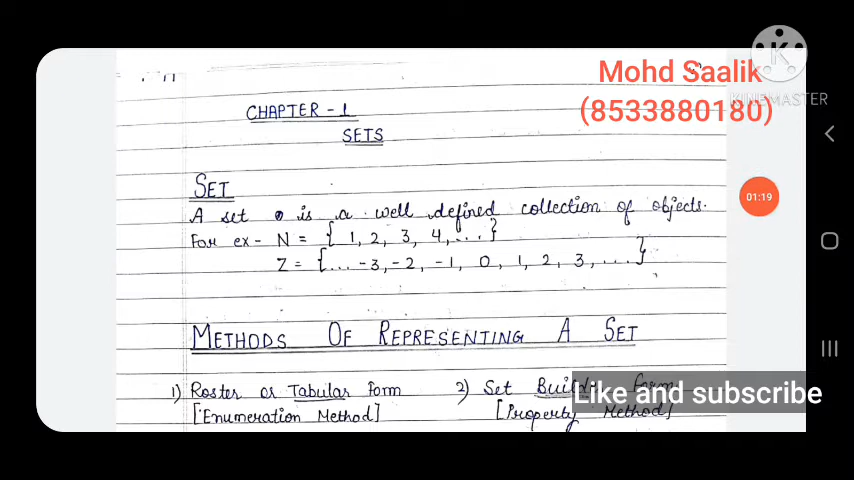 Mohd Saalik
KINEMASTER
(8533880180)
CHAPTER - 1
SETS
01:19
SET
A set is a well defined collection of objects.
For ex- N = { 1, 2, 3, 4, ... }
Z = { ... -3, -2, -1, 0, 1, 2, 3, ... }
METHODS OF REPRESENTING A SET
1) Roster or Tabular form 2) Set Builder form
Like and subscribe
[Enumeration Method] [Property Method]